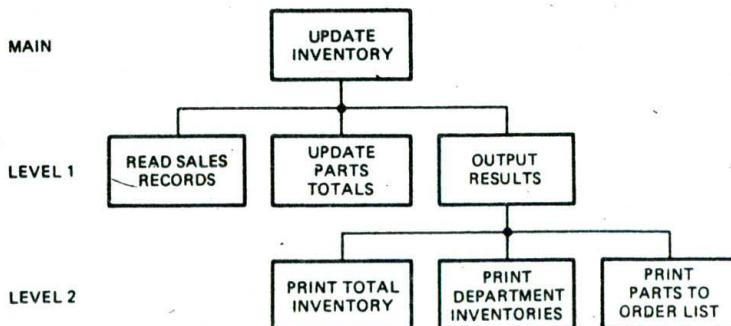 MAIN
UPDATE
INVENTORY
LEVEL 1
READ SALES
RECORDS
UPDATE
PARTS
TOTALS
OUTPUT
RESULTS
LEVEL 2
PRINT TOTAL
INVENTORY
PRINT
DEPARTMENT
INVENTORIES
PRINT
PARTS TO
ORDER LIST